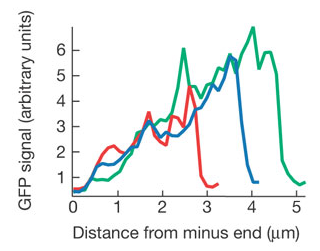 GFP signal (arbitrary units)
6
5
4
3
2
1
0 1 2 3 4 5
Distance from minus end (μm)